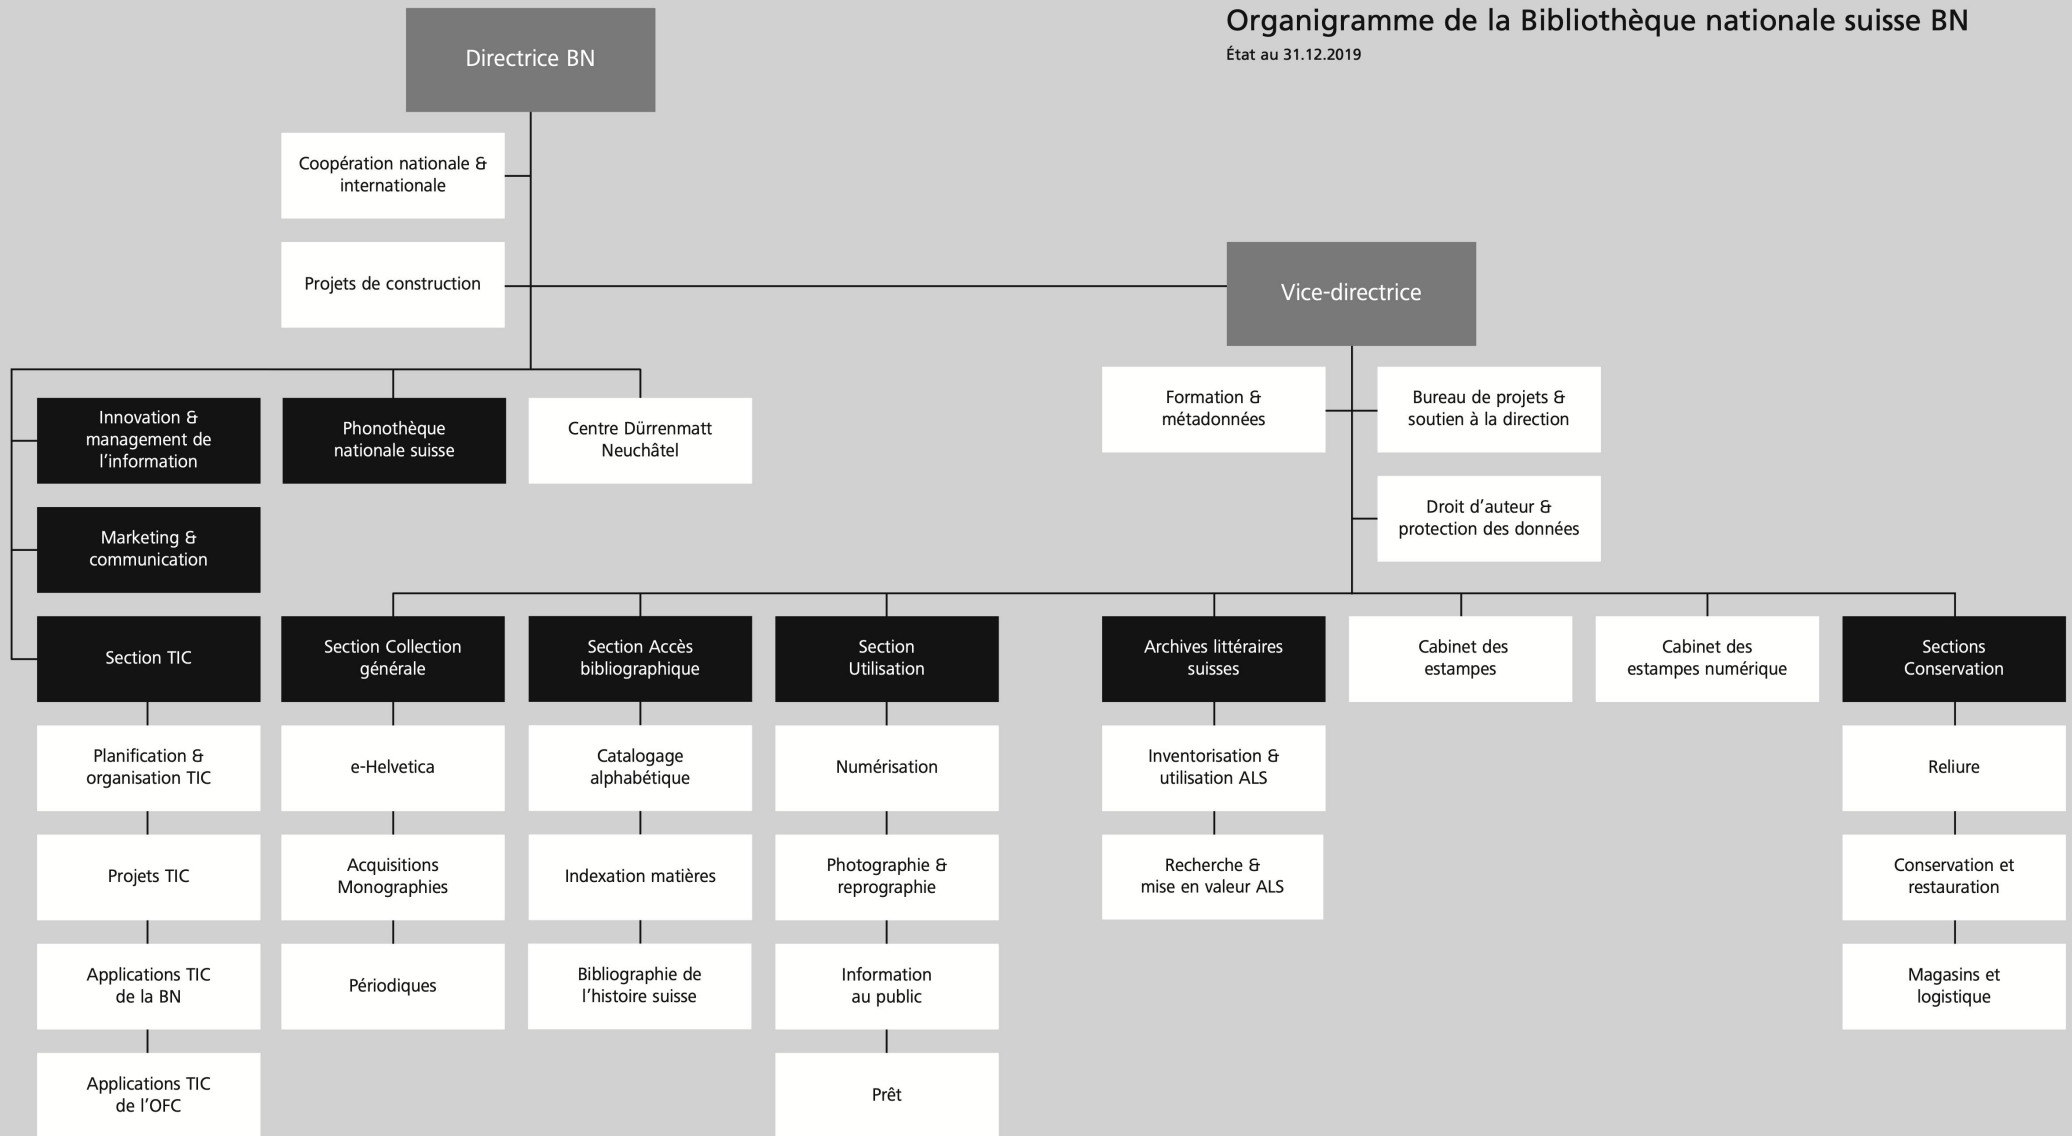 Organigramme de la Bibliothèque nationale suisse BN
État au 31.12.2019
Directrice BN
Coopération nationale &
internationale
Projets de construction
Vice-directrice
Formation &
métadonnées
Bureau de projets &
soutien à la direction
Droit d'auteur &
protection des données
Innovation &
management de
l'information
Phonothèque
nationale suisse
Centre Dürrenmatt
Neuchâtel
Marketing &
communication
Section TIC
Planification &
organisation TIC
Projets TIC
Applications TIC
de la BN
Applications TIC
de l'OFC
Section Collection
générale
e-Helvetica
Acquisitions
Monographies
Périodiques
Section Accès
bibliographique
Catalogage
alphabétique
Indexation matières
Bibliographie de
l'histoire suisse
Section
Utilisation
Numérisation
Photographie &
reprographie
Information
au public
Prêt
Archives littéraires
suisses
Inventorisation &
utilisation ALS
Recherche &
mise en valeur ALS
Cabinet des
estampes
Cabinet des
estampes numérique
Sections
Conservation
Reliure
Conservation et
restauration
Magasins et
logistique